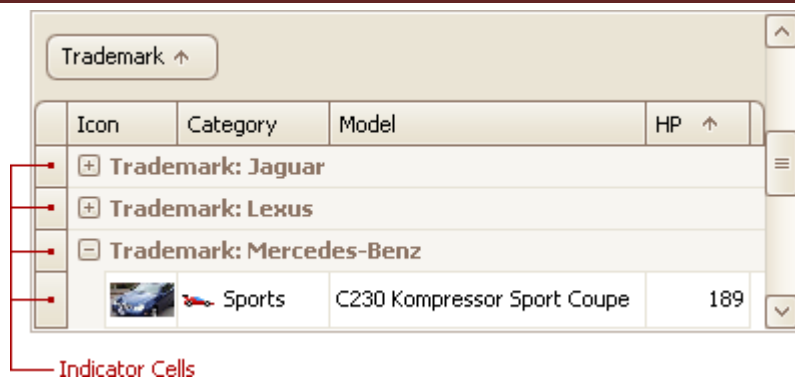 Trademark
Icon Category Model HP
Trademark: Jaguar
Trademark: Lexus
Trademark: Mercedes-Benz
Sports C230 Kompressor Sport Coupe 189
Indicator Cells